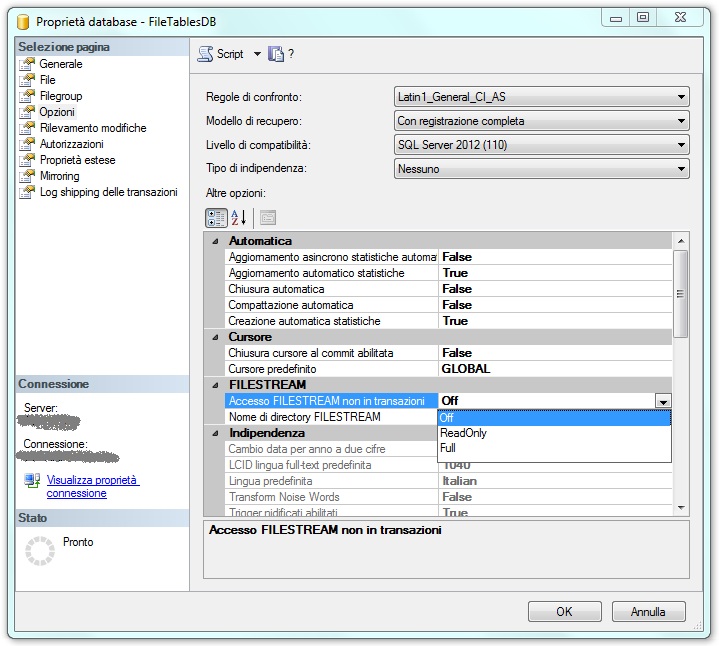 Proprietà database - FileTablesDB
Selezione pagina
Generale
File
Filegroup
Opzioni
Rilevamento modifiche
Autorizzazioni
Proprietà estese
Mirroring
Log shipping delle transazioni
Connessione
Server:
Connessione:
Visualizza proprietà
connessione
Stato
Pronto
Script ?
Regole di confronto: Latin1_General_CI_AS
Modello di recupero: Con registrazione completa
Livello di compatibilità: SQL Server 2012 (110)
Tipo di indipendenza: Nessuno
Altre opzioni:
A Z
Automatica
Aggiornamento asincrono statistiche automa False
Aggiornamento automatico statistiche True
Chiusura automatica False
Compattazione automatica False
Creazione automatica statistiche True
Cursore
Chiusura cursore al commit abilitata False
Cursore predefinito GLOBAL
FILESTREAM
Accesso FILESTREAM non in transazioni Off
Nome di directory FILESTREAM
Off
ReadOnly
Full
Indipendenza
Cambio data per anno a due cifre
LCID lingua full-text predefinita 1040
Lingua predefinita Italian
Transform Noise Words False
Trigger nidificati abilitati True
Accesso FILESTREAM non in transazioni
OK
Annulla